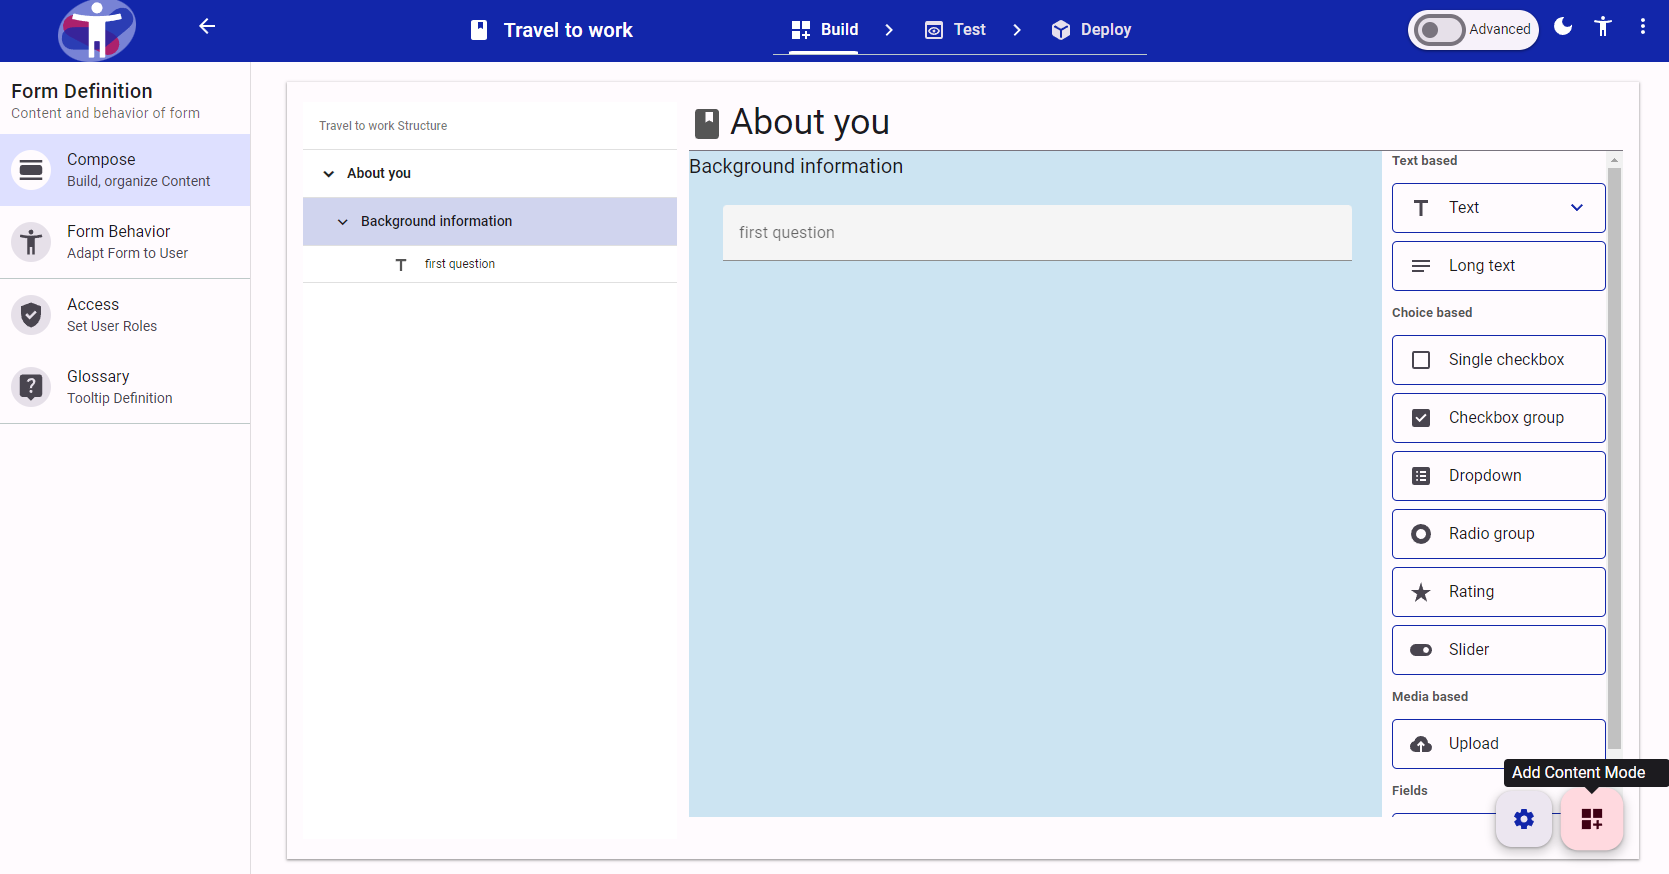 Travel to work
Build
Test
Deploy
Advanced
Form Definition
Content and behavior of form
Compose
Build, organize Content
Form Behavior
Adapt Form to User
Access
Set User Roles
Glossary
Tooltip Definition
Travel to work Structure
About you
Background information
first question
About you
Background information
first question
Text based
Text
Long text
Choice based
Single checkbox
Checkbox group
Dropdown
Radio group
Rating
Slider
Media based
Upload
Add Content Mode
Fields